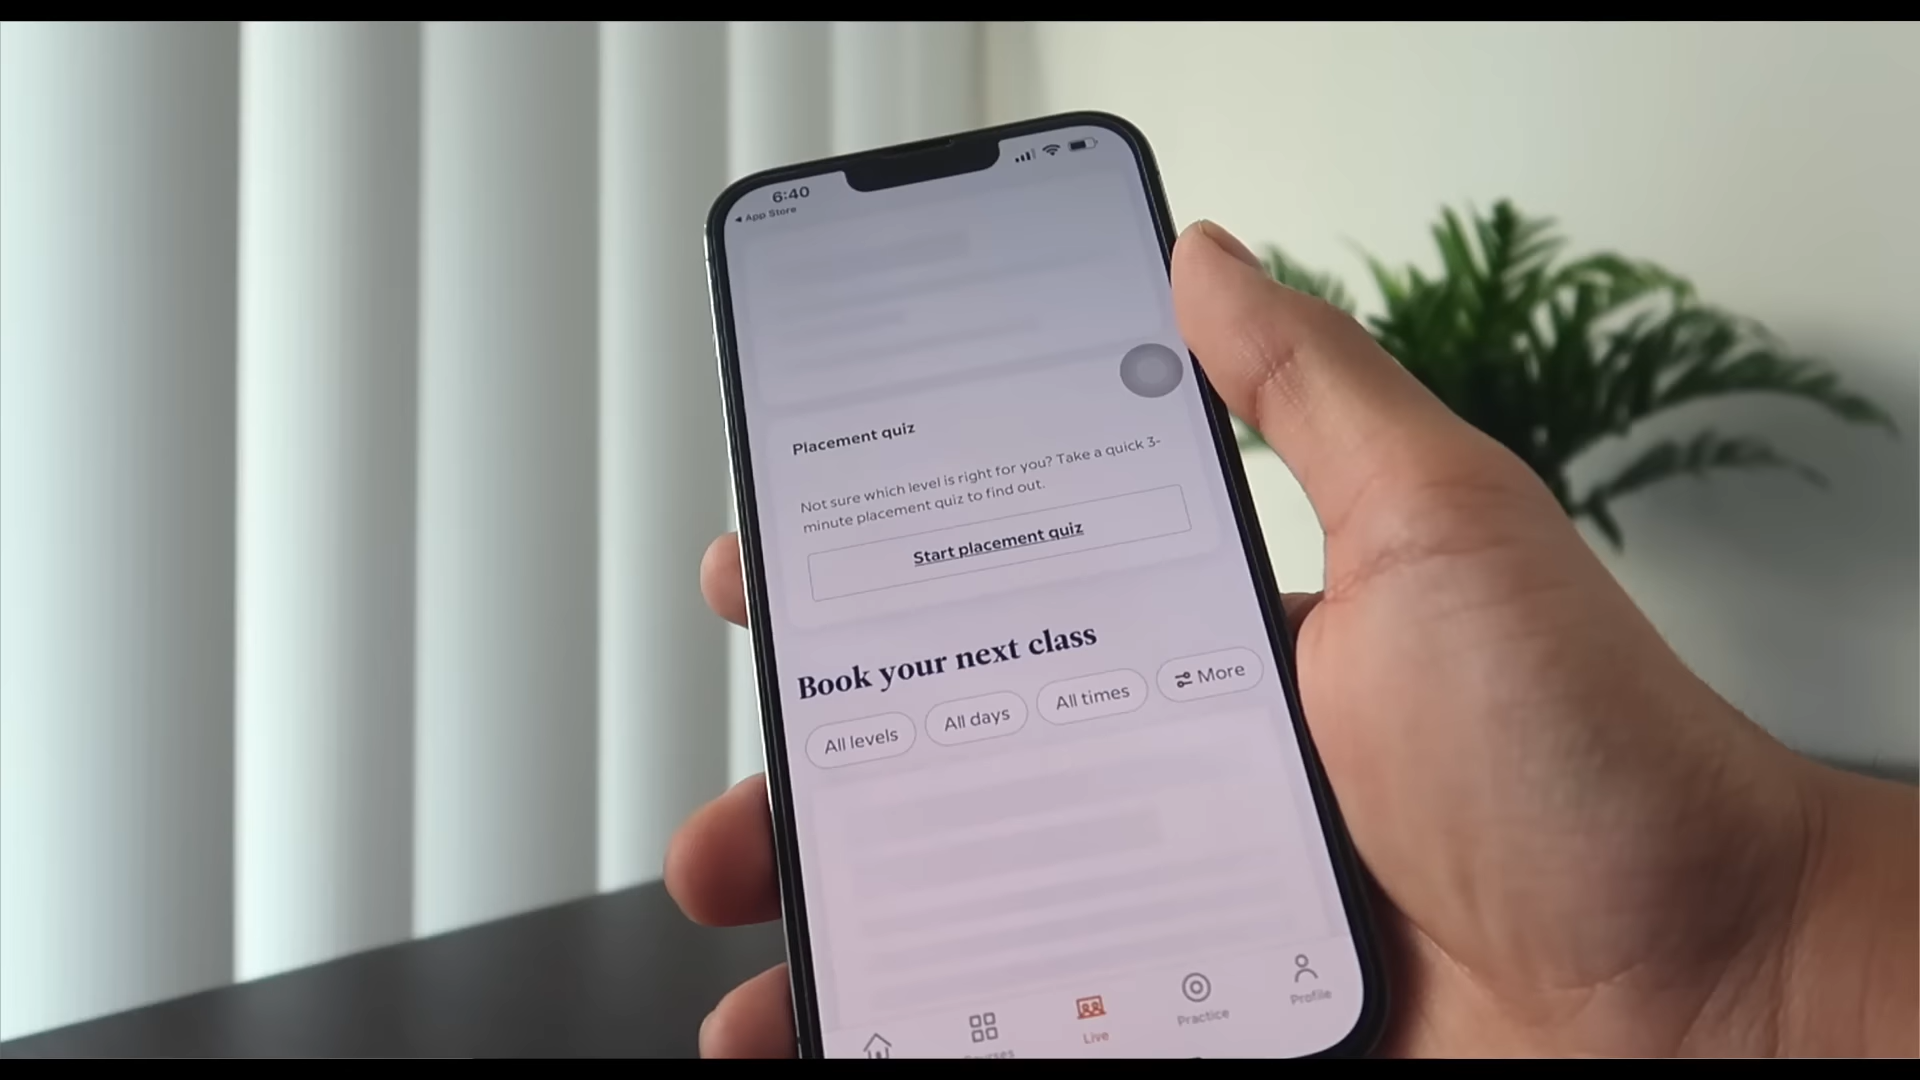 6:40
◀ App Store
Placement quiz
Not sure which level is right for you? Take a quick 3-
minute placement quiz to find out.
Start placement quiz
Book your next class
All levels
All days
All times
More
Courses
Live
Practice
Profile